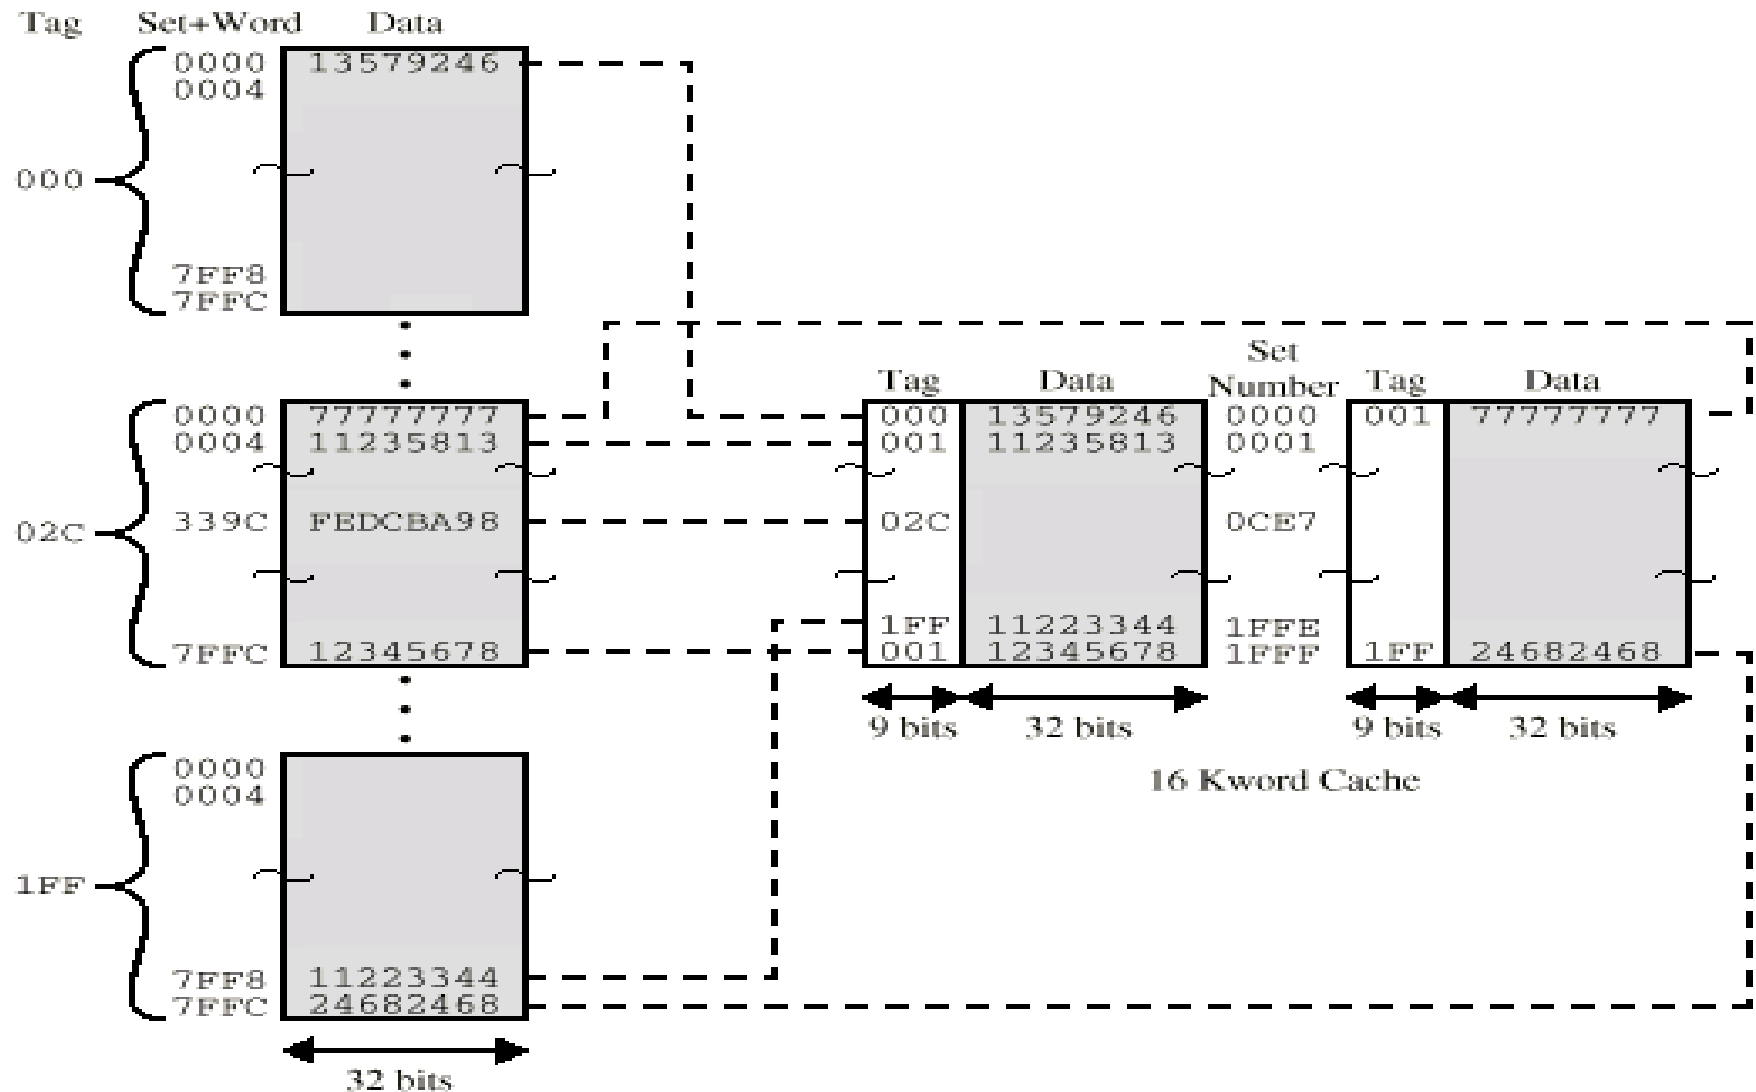 Tag Set+Word Data
0000 13579246
0004
000
7FF8
7FFC
Set
Tag Data Number Tag Data
0000 77777777 000 13579246 0000 001 77777777
0004 11235813 001 11235813 0001
339C FEDCBA98 02C 0CE7
02C
1FF 11223344 1FFE
7FFC 12345678 001 12345678 1FFF 1FF 24682468
9 bits 32 bits 9 bits 32 bits
0000
0004
16 Kword Cache
1FF
7FF8 11223344
7FFC 24682468
32 bits